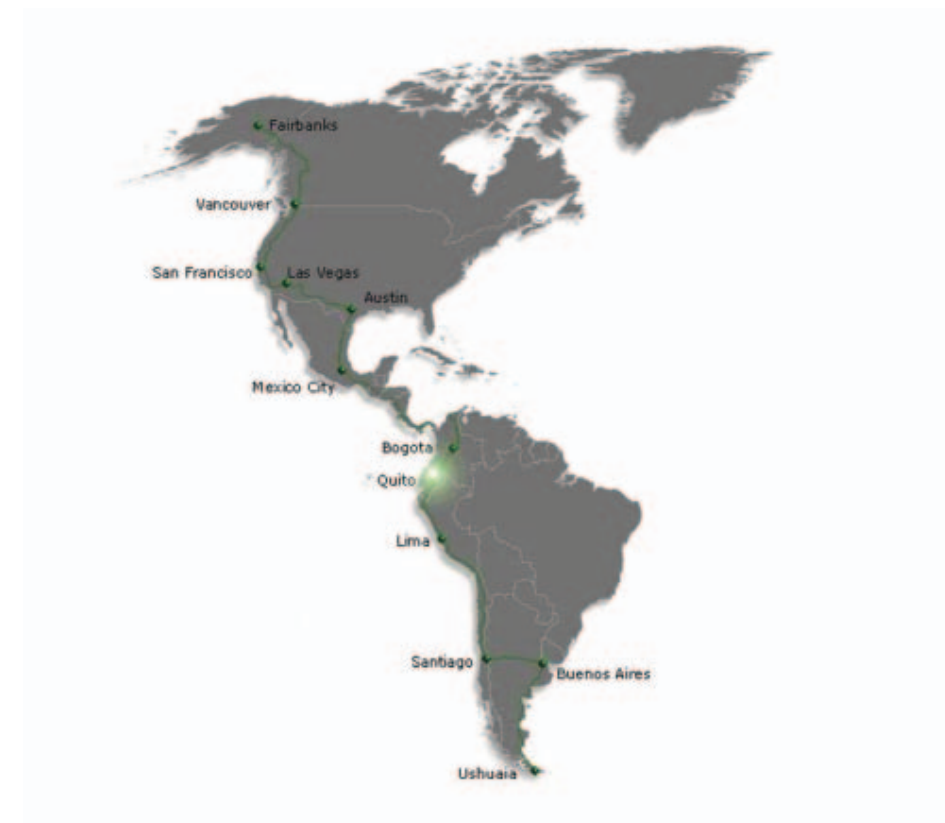 Fairbanks
Vancouver
San Francisco
Las Vegas
Austin
Mexico City
Bogota
Quito
Lima
Santiago
Buenos Aires
Ushuaia